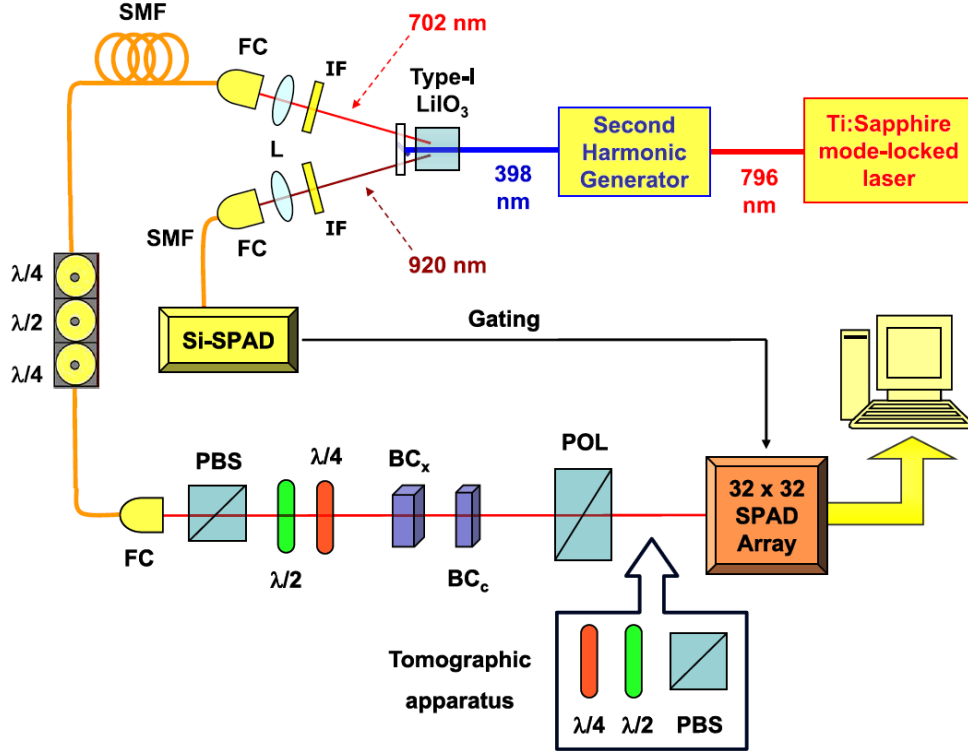 SMF
FC
IF
702 nm
Type-I
LiIO₃
Second
Harmonic
Generator
Ti:Sapphire
mode-locked
laser
398
nm
796
nm
L
IF
FC
SMF
920 nm
λ/4
λ/2
λ/4
Si-SPAD
Gating
PBS
λ/4
BCₓ
POL
32 x 32
SPAD
Array
FC
λ/2
BC꜀
Tomographic
apparatus
λ/4
λ/2
PBS